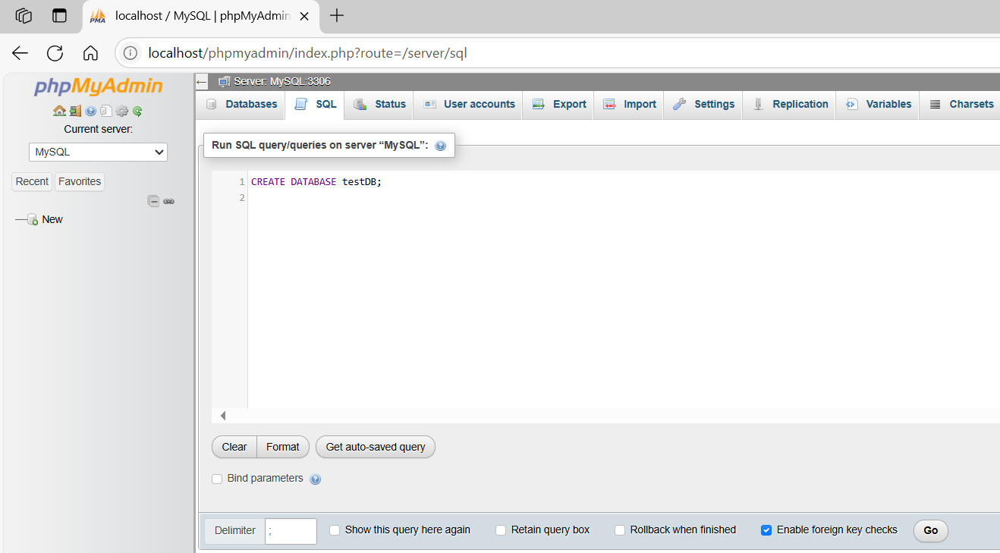 localhost / MySQL | phpMyAdmin
localhost/phpmyadmin/index.php?route=/server/sql
phpMyAdmin
Current server:
MySQL
Recent Favorites
New
Server: MySQL:3306
Databases SQL Status User accounts Export Import Settings Replication Variables Charsets
Run SQL query/queries on server “MySQL”:
1 CREATE DATABASE testDB;
2
Clear Format Get auto-saved query
Bind parameters
Delimiter ; Show this query here again Retain query box Rollback when finished Enable foreign key checks Go